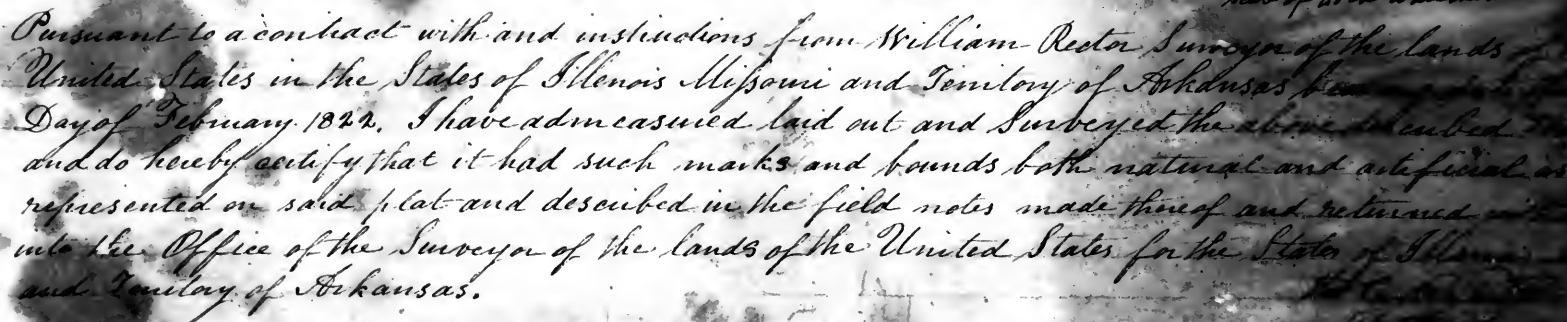 Pursuant to a contract with and instructions from William Rector Surveyor of the lands
United States in the States of Illenois Missouri and Territory of Arkansas
Day of February 1822. I have admeasured laid out and Surveyed the above
and do hereby certify that it had such marks and bounds both natural and artificial
represented on said plat and described in the field notes made thereof and returned
into the Office of the Surveyor of the lands of the United States for the States of
and Territory of Arkansas.